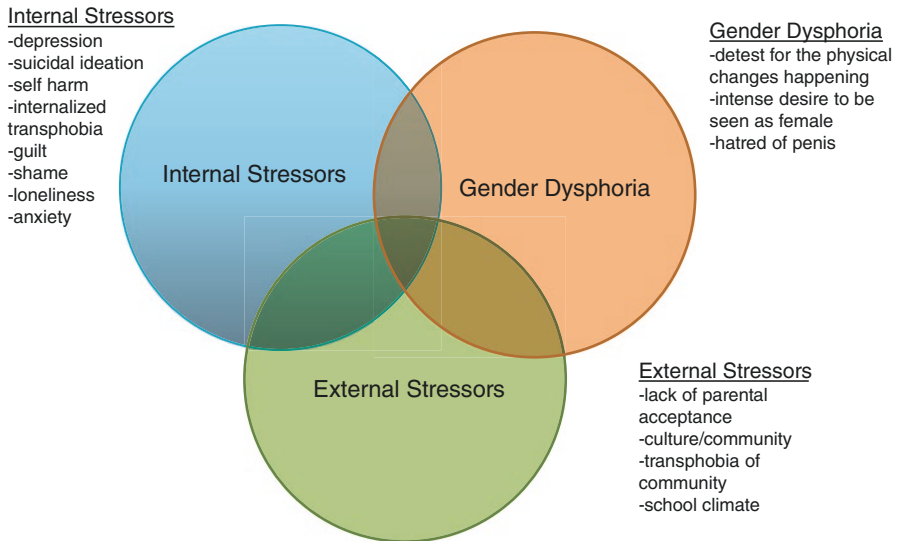 Internal Stressors
-depression
-suicidal ideation
-self harm
-internalized
transphobia
-guilt
-shame
-loneliness
-anxiety
Gender Dysphoria
-detest for the physical
changes happening
-intense desire to be
seen as female
-hatred of penis
Internal Stressors
Gender Dysphoria
External Stressors
External Stressors
-lack of parental
acceptance
-culture/community
-transphobia of
community
-school climate